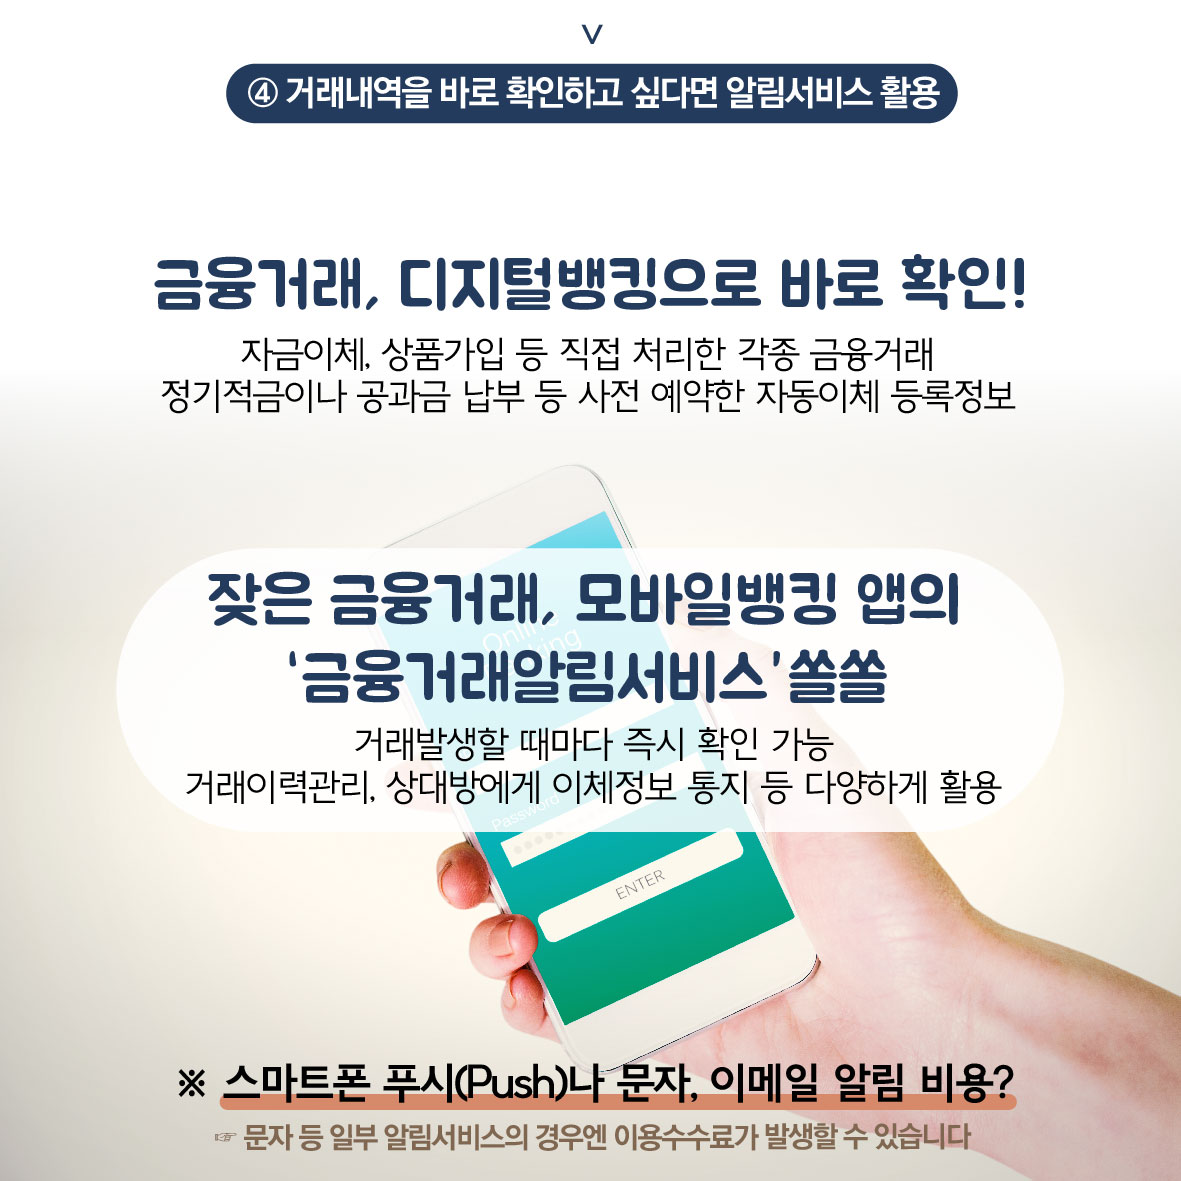 ④ 거래내역을 바로 확인하고 싶다면 알림서비스 활용
금융거래, 디지털뱅킹으로 바로 확인!
자금이체, 상품가입 등 직접 처리한 각종 금융거래
정기적금이나 공과금 납부 등 사전 예약한 자동이체 등록정보
잦은 금융거래, 모바일뱅킹 앱의
Online
‘금융거래알림서비스’ 쏠쏠
거래발생할 때마다 즉시 확인 가능
거래이력관리, 상대방에게 이체정보 통지 등 다양하게 활용
Password
ENTER
※ 스마트폰 푸시(Push)나 문자, 이메일 알림 비용?
☞ 문자 등 일부 알림서비스의 경우엔 이용수수료가 발생할 수 있습니다